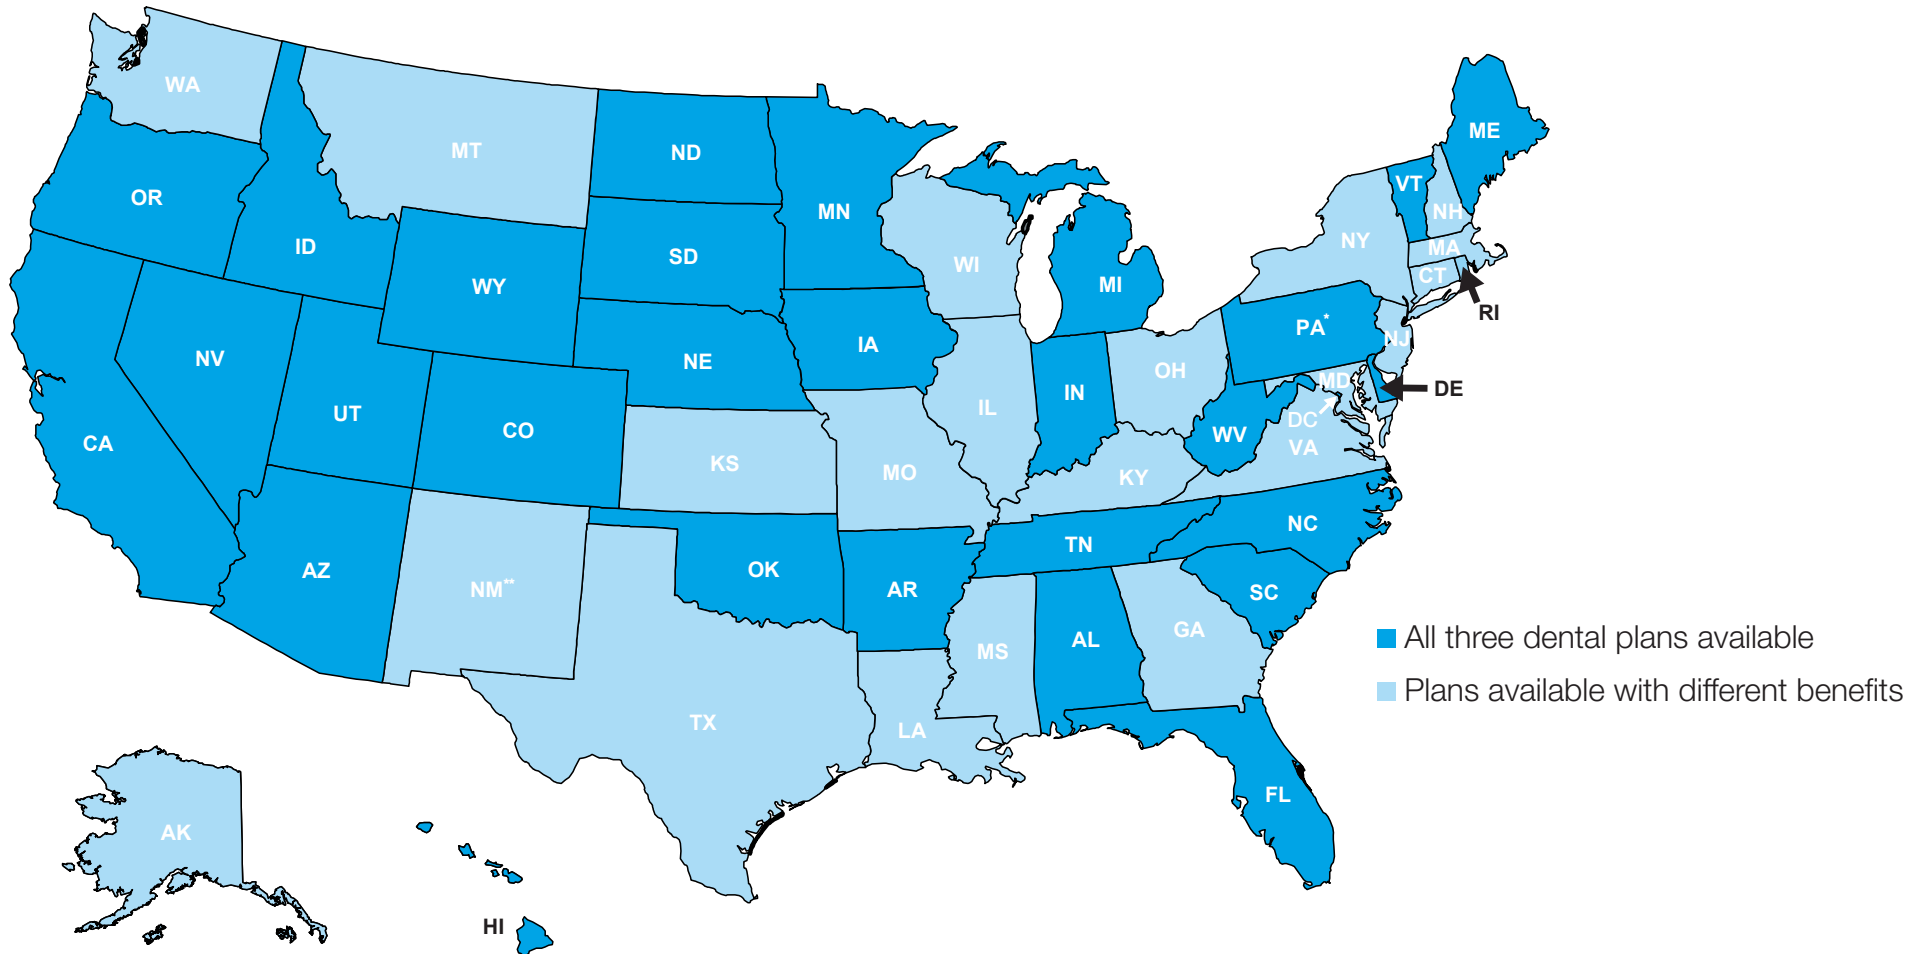 WA
MT
ND
MN
ME
OR
ID
WY
SD
WI
MI
VT
NH
NY
MA
CT
RI
NV
UT
CO
NE
IA
IL
IN
OH
PA*
NJ
MD
DE
DC
CA
KS
MO
KY
WV
VA
AZ
NM**
OK
AR
TN
NC
SC
TX
LA
MS
AL
GA
FL
AK
HI
All three dental plans available
Plans available with different benefits